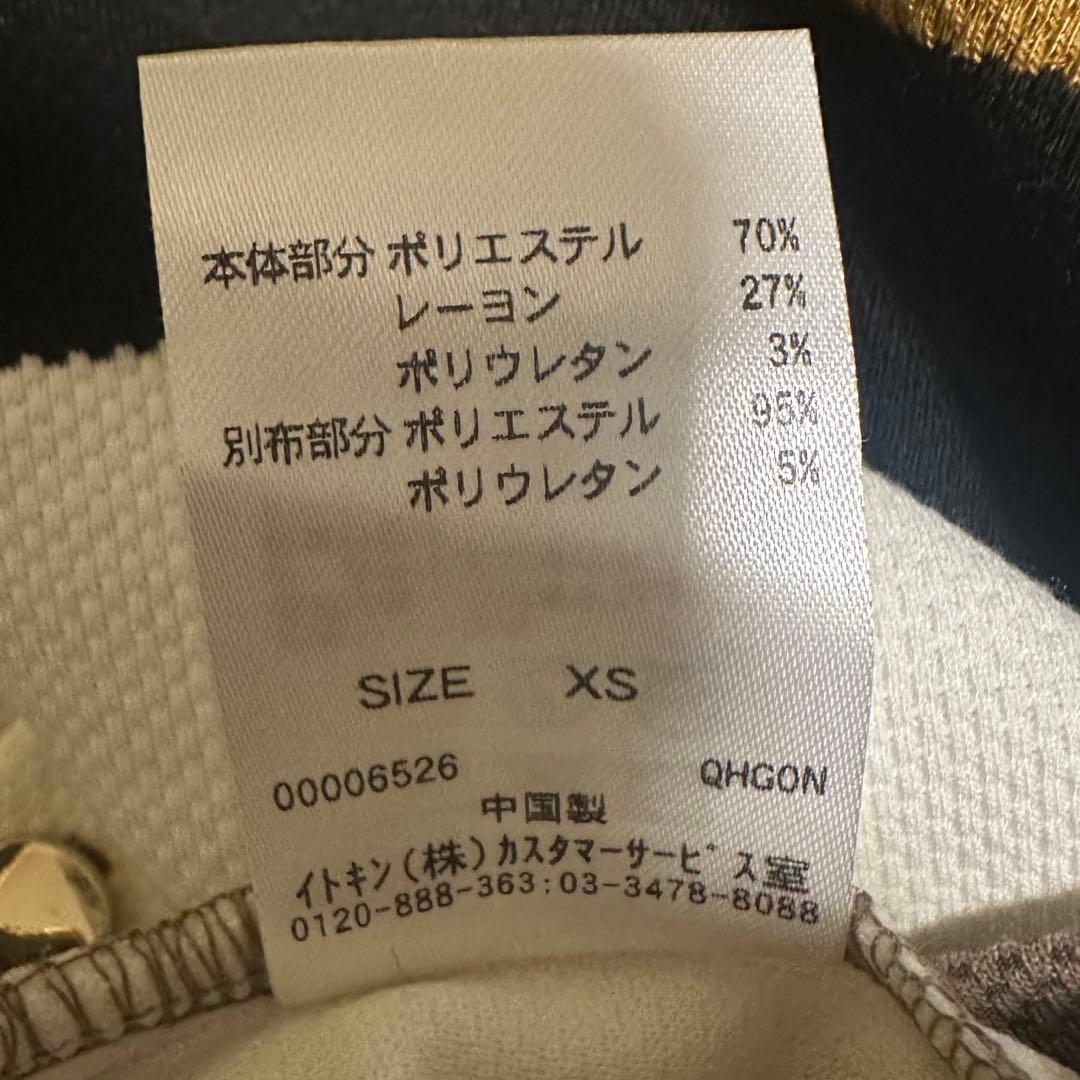 本体部分 ポリエステル 70%
レーヨン 27%
ポリウレタン 3%
別布部分 ポリエステル 95%
ポリウレタン 5%
SIZE XS
00006526 QHGON
中国製
イトキン(株)カスタマーサービス室
0120-888-363:03-3478-8088